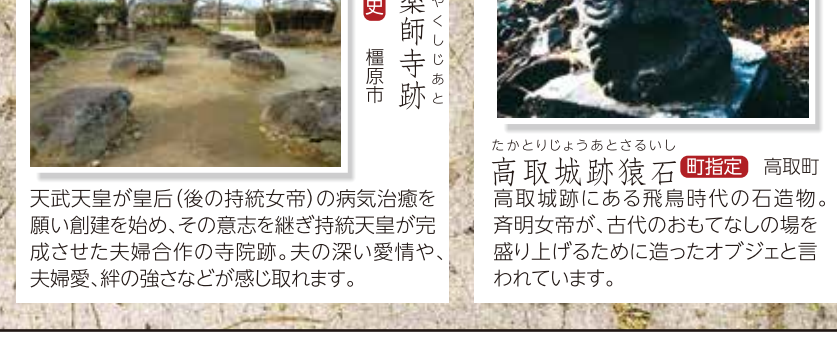 史
薬師寺跡
やくしじあと
橿原市
天武天皇が皇后(後の持統女帝)の病気治癒を
願い創建を始め、その意志を継ぎ持統天皇が完
成させた夫婦合作の寺院跡。夫の深い愛情や、
夫婦愛、絆の強さなどが感じ取れます。
たかとりじょうあとさるいし
高取城跡猿石 町指定 高取町
高取城跡にある飛鳥時代の石造物。
斉明女帝が、古代のおもてなしの場を
盛り上げるために造ったオブジェと言
われています。